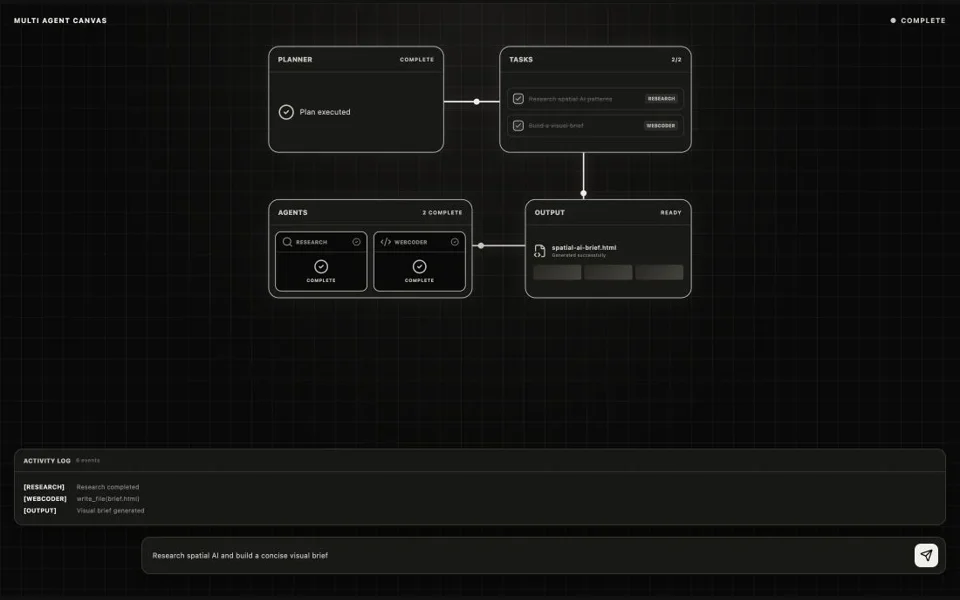 MULTI AGENT CANVAS
COMPLETE
PLANNER
COMPLETE
Plan executed
TASKS
2/2
Research spatial AI patterns
RESEARCH
Build a visual brief
WEBCODER
AGENTS
2 COMPLETE
RESEARCH
COMPLETE
</> WEBCODER
COMPLETE
OUTPUT
READY
spatial-ai-brief.html
Generated successfully
ACTIVITY LOG
events
[RESEARCH] Research completed
[WEBCODER] write_file(brief.html)
[OUTPUT] Visual brief generated
Research spatial AI and build a concise visual brief